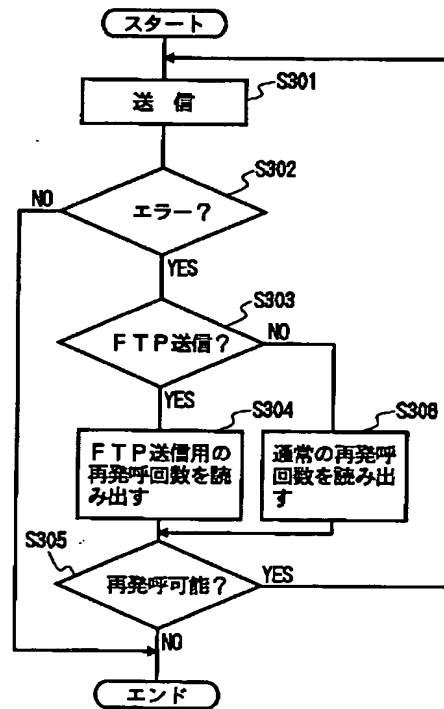 スタート
送信
S301
S302
エラー?
NO
YES
S303
FTP送信?
NO
YES
S304
FTP送信用の
再発呼回数を読
み出す
S306
通常の再発呼
回数を読み出
す
S305
再発呼可能?
YES
NO
エンド